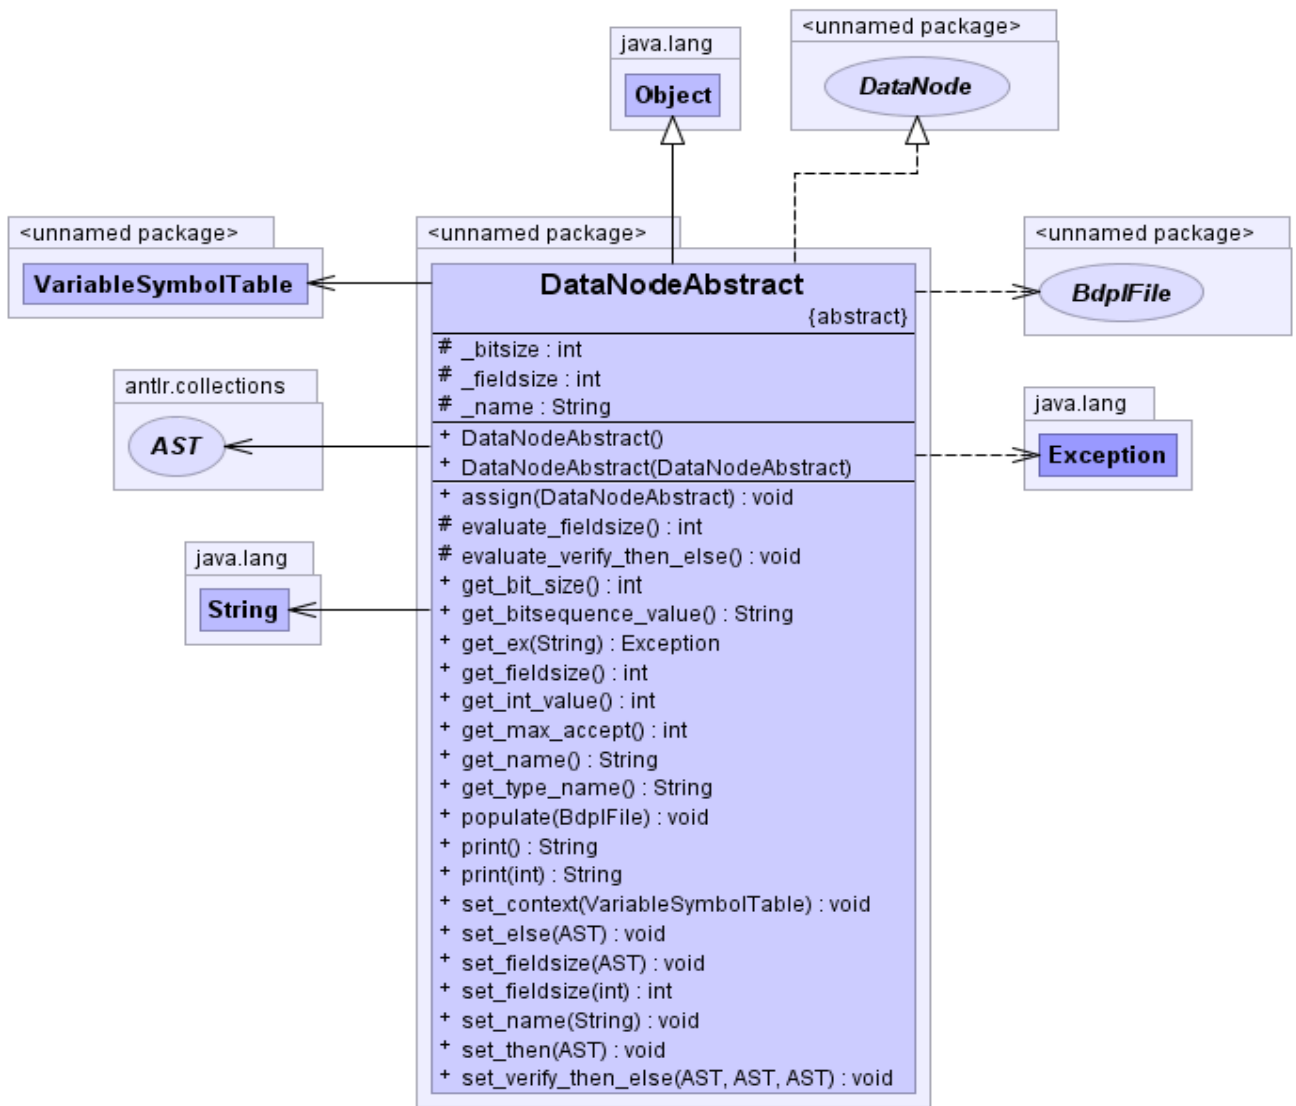 <unnamed package>
DataNode
java.lang
Object
<unnamed package>
VariableSymbolTable
<unnamed package>
DataNodeAbstract
{abstract}
# _bitsize : int
# _fieldsize : int
# _name : String
+ DataNodeAbstract()
+ DataNodeAbstract(DataNodeAbstract)
+ assign(DataNodeAbstract) : void
# evaluate_fieldsize() : int
# evaluate_verify_then_else() : void
+ get_bit_size() : int
+ get_bitsequence_value() : String
+ get_ex(String) : Exception
+ get_fieldsize() : int
+ get_int_value() : int
+ get_max_accept() : int
+ get_name() : String
+ get_type_name() : String
+ populate(BdplFile) : void
+ print() : String
+ print(int) : String
+ set_context(VariableSymbolTable) : void
+ set_else(AST) : void
+ set_fieldsize(AST) : void
+ set_fieldsize(int) : int
+ set_name(String) : void
+ set_then(AST) : void
+ set_verify_then_else(AST, AST, AST) : void
<unnamed package>
BdplFile
antlr.collections
AST
java.lang
Exception
java.lang
String